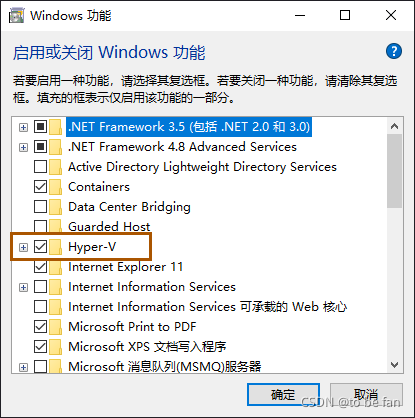 Windows 功能
启用或关闭 Windows 功能
若要启用一种功能，请选择其复选框。若要关闭一种功能，请清除其复选
框。填充的框表示仅启用该功能的一部分。
.NET Framework 3.5 (包括 .NET 2.0 和 3.0)
.NET Framework 4.8 Advanced Services
Active Directory Lightweight Directory Services
Containers
Data Center Bridging
Guarded Host
Hyper-V
Internet Explorer 11
Internet Information Services
Internet Information Services 可承载的 Web 核心
Microsoft Print to PDF
Microsoft XPS 文档写入程序
Microsoft 消息队列(MSMQ)服务器
确定
取消
CSDN @to be fan